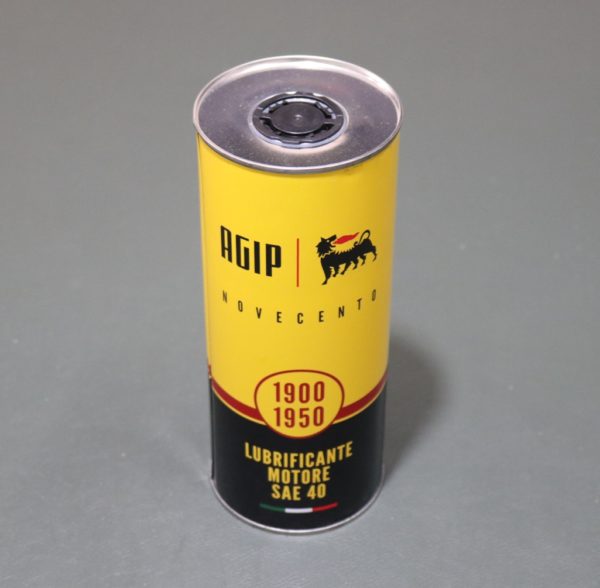 AGIP
NOVECENTO
1900
1950
LUBRIFICANTE
MOTORE
SAE 40